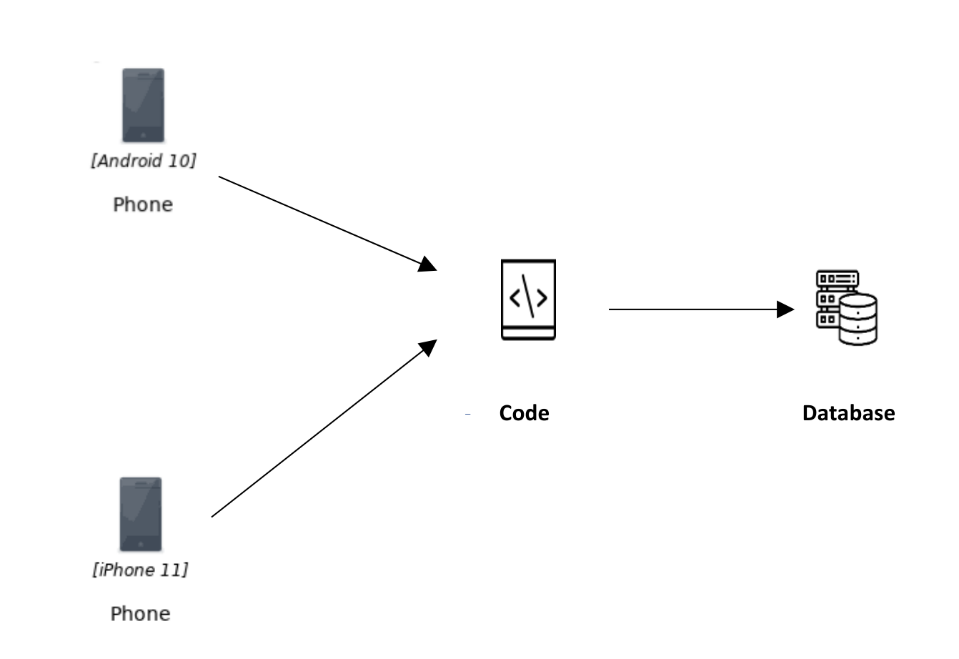 [Android 10]
Phone
</>
Code
Database
[iPhone 11]
Phone